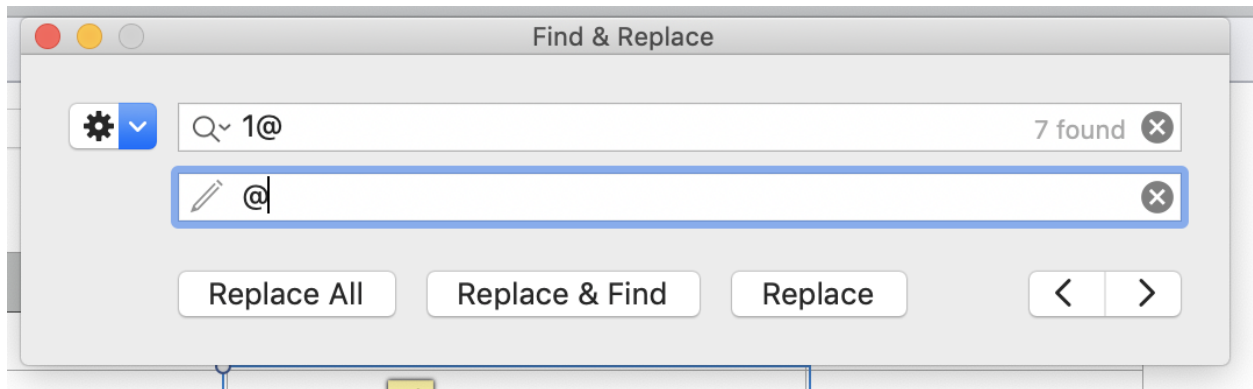 Find & Replace
1@ 7 found
@
Replace All Replace & Find Replace